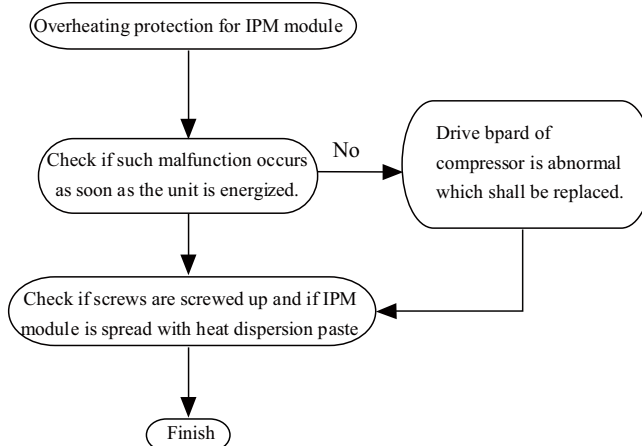 Overheating protection for IPM module
Check if such malfunction occurs
as soon as the unit is energized.
No
Drive bpard of
compressor is abnormal
which shall be replaced.
Check if screws are screwed up and if IPM
module is spread with heat dispersion paste
Finish